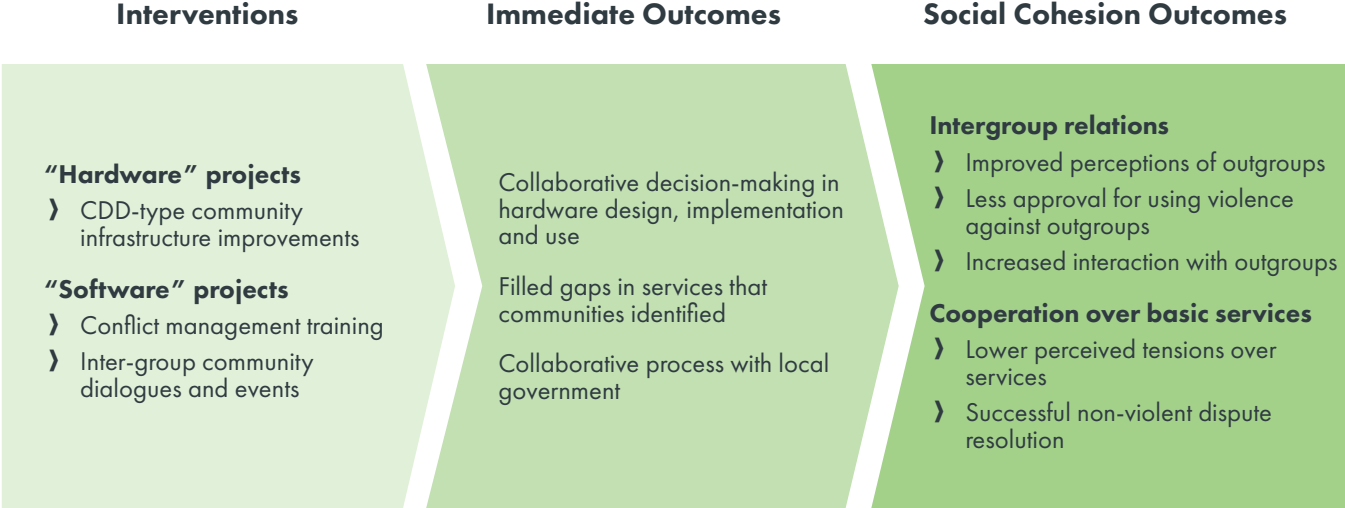 Interventions
Immediate Outcomes
Social Cohesion Outcomes
“Hardware” projects
❱ CDD-type community
infrastructure improvements
“Software” projects
❱ Conflict management training
❱ Inter-group community
dialogues and events
Collaborative decision-making in
hardware design, implementation
and use
Filled gaps in services that
communities identified
Collaborative process with local
government
Intergroup relations
❱ Improved perceptions of outgroups
❱ Less approval for using violence
against outgroups
❱ Increased interaction with outgroups
Cooperation over basic services
❱ Lower perceived tensions over
services
❱ Successful non-violent dispute
resolution